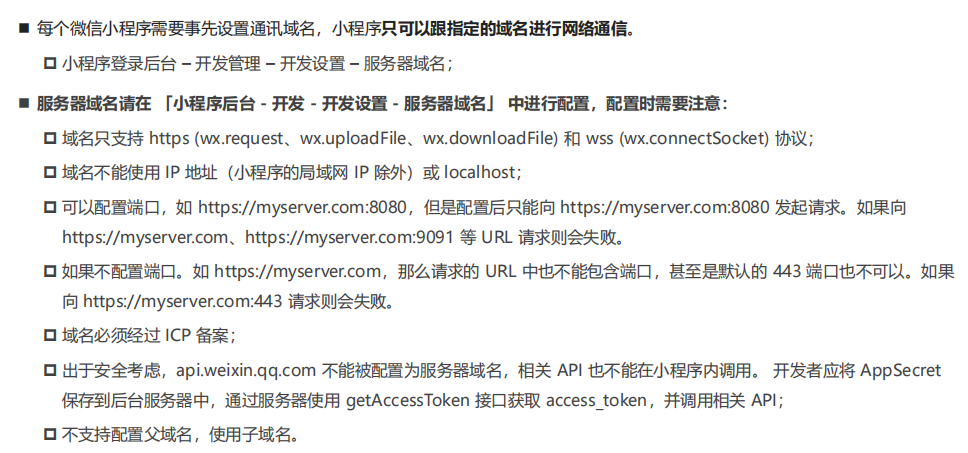 ■ 每个微信小程序需要事先设置通讯域名，小程序只可以跟指定的域名进行网络通信。
小程序登录后台 – 开发管理 – 开发设置 – 服务器域名；
■ 服务器域名请在 「小程序后台 - 开发 - 开发设置 - 服务器域名」 中进行配置，配置时需要注意：
域名只支持 https (wx.request、wx.uploadFile、wx.downloadFile) 和 wss (wx.connectSocket) 协议；
域名不能使用 IP 地址（小程序的局域网 IP 除外）或 localhost；
可以配置端口，如 https://myserver.com:8080，但是配置后只能向 https://myserver.com:8080 发起请求。如果向
https://myserver.com、https://myserver.com:9091 等 URL 请求则会失败。
如果不配置端口。如 https://myserver.com，那么请求的 URL 中也不能包含端口，甚至是默认的 443 端口也不可以。如果
向 https://myserver.com:443 请求则会失败。
域名必须经过 ICP 备案；
出于安全考虑，api.weixin.qq.com 不能被配置为服务器域名，相关 API 也不能在小程序内调用。 开发者应将 AppSecret
保存到后台服务器中，通过服务器使用 getAccessToken 接口获取 access_token，并调用相关 API；
不支持配置父域名，使用子域名。